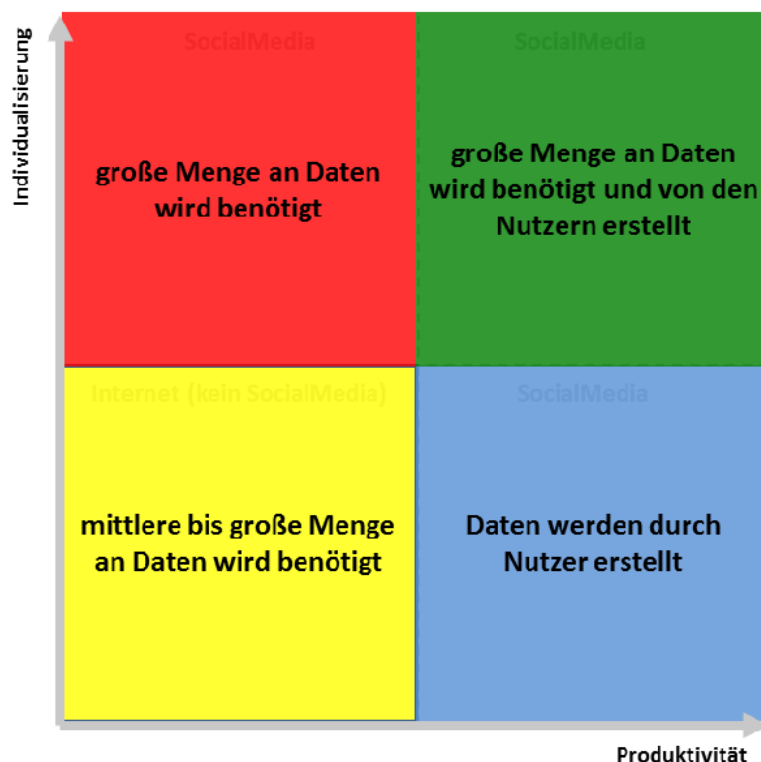 Individualisierung
SocialMedia
SocialMedia
große Menge an Daten
wird benötigt
große Menge an Daten
wird benötigt und von den
Nutzern erstellt
Internet (kein SocialMedia)
SocialMedia
mittlere bis große Menge
an Daten wird benötigt
Daten werden durch
Nutzer erstellt
Produktivität